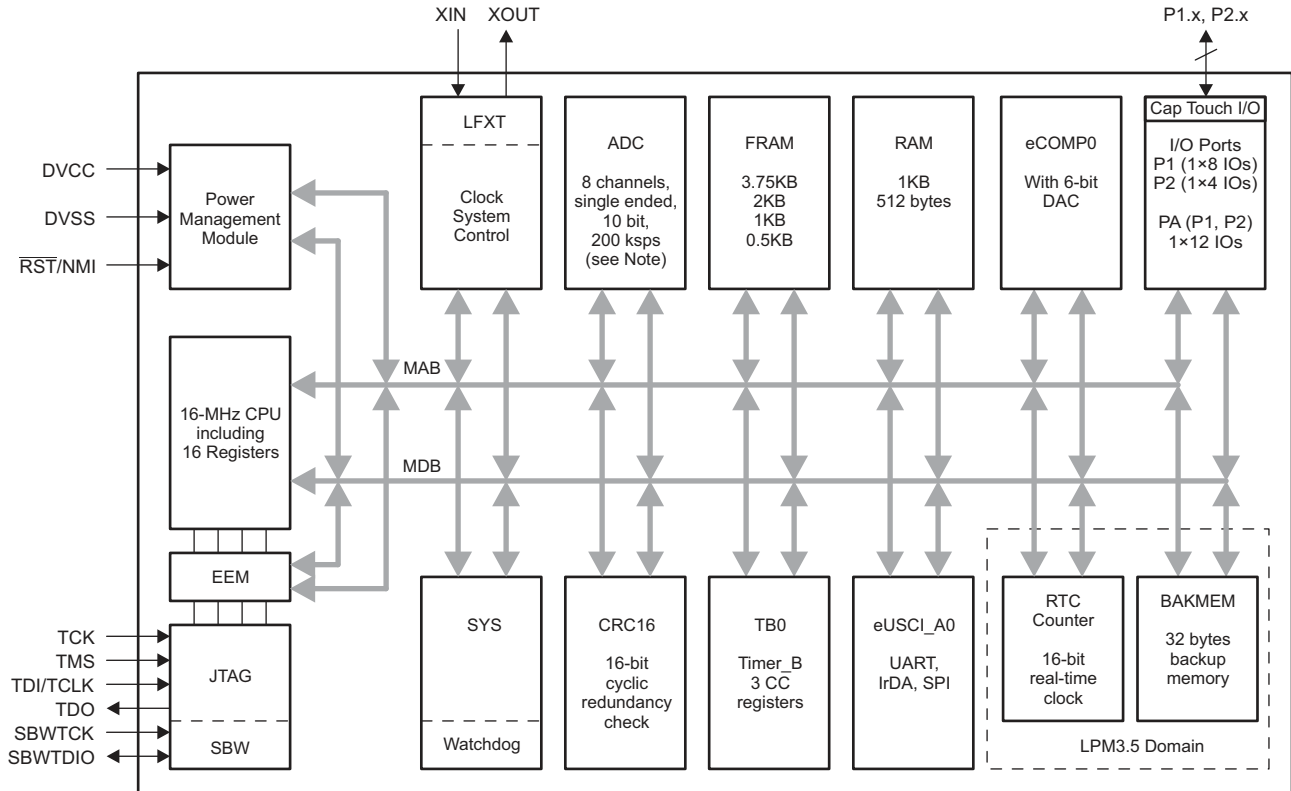 XIN XOUT
P1.x, P2.x
DVCC
DVSS
RST/NMI
Power
Management
Module
LFXT
Clock
System
Control
ADC
8 channels,
single ended,
10 bit,
200 ksps
(see Note)
FRAM
3.75KB
2KB
1KB
0.5KB
RAM
1KB
512 bytes
eCOMP0
With 6-bit
DAC
Cap Touch I/O
I/O Ports
P1 (1×8 IOs)
P2 (1×4 IOs)
PA (P1, P2)
1×12 IOs
MAB
16-MHz CPU
including
16 Registers
MDB
EEM
TCK
TMS
TDI/TCLK
TDO
SBWTCK
SBWTDIO
JTAG
SBW
SYS
Watchdog
CRC16
16-bit
cyclic
redundancy
check
TB0
Timer_B
3 CC
registers
eUSCI_A0
UART,
IrDA, SPI
RTC
Counter
16-bit
real-time
clock
BAKMEM
32 bytes
backup
memory
LPM3.5 Domain